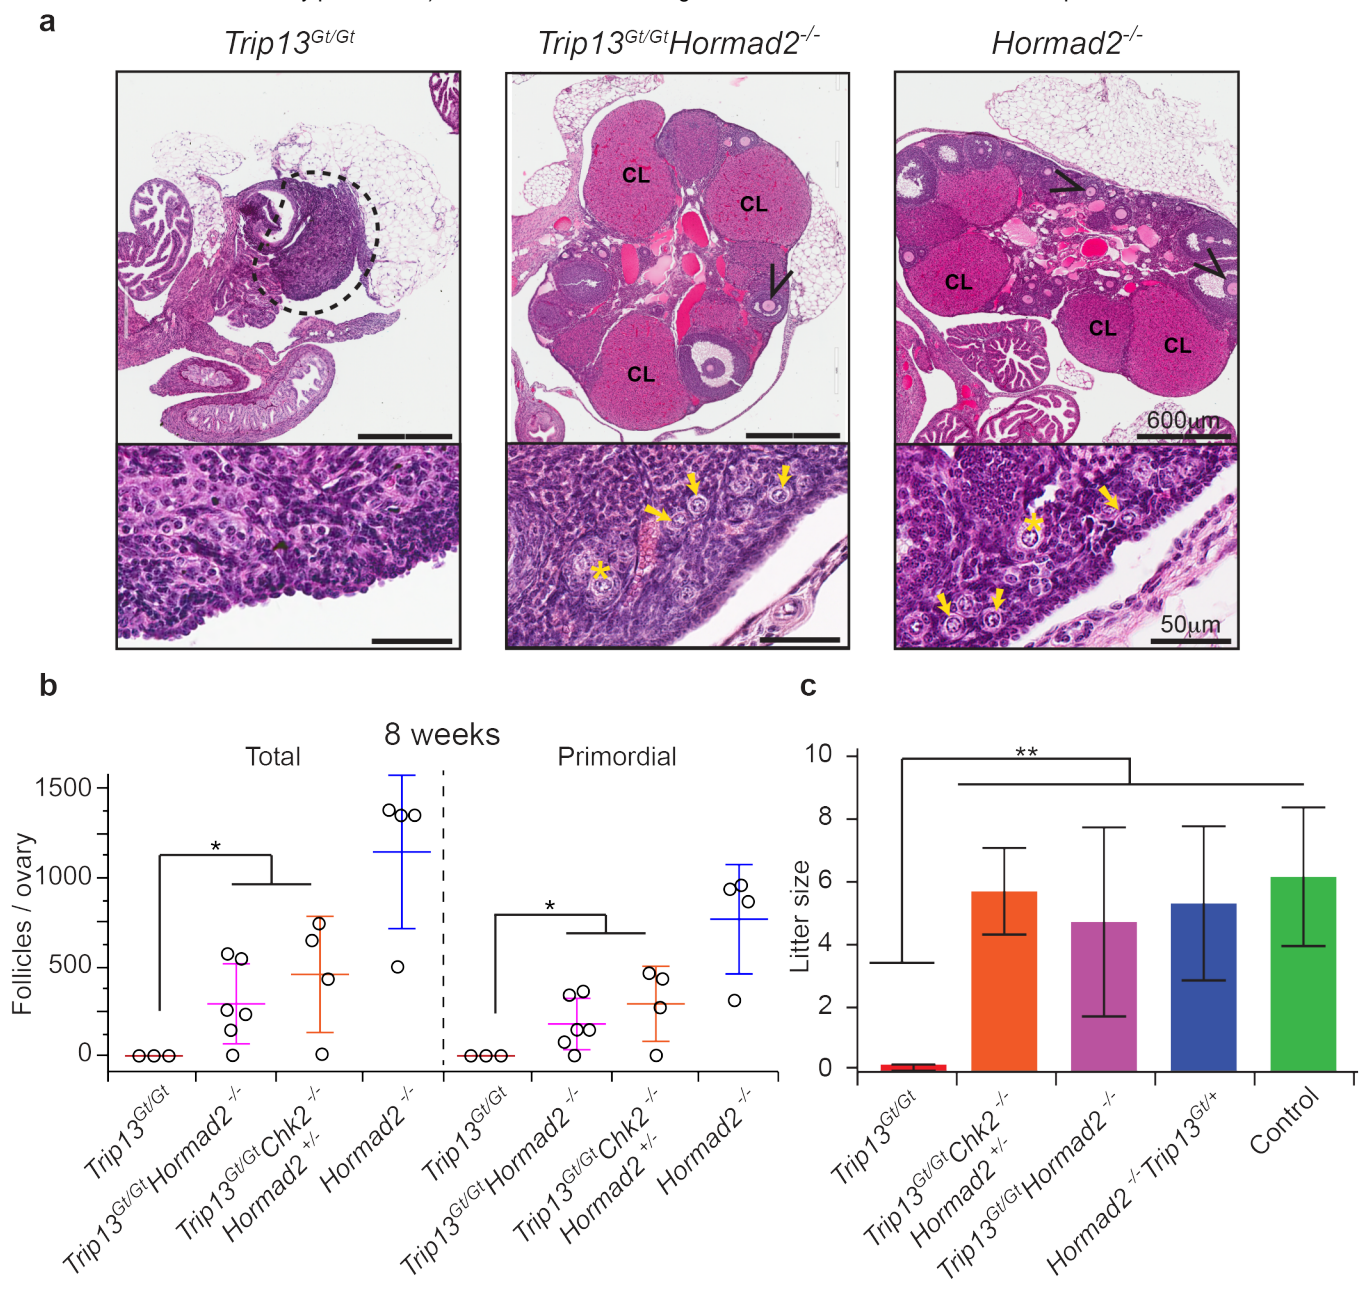 a
Trip13Gt/Gt
Trip13Gt/GtHormad2-/-
Hormad2-/-
CL
CL
CL
CL
CL
CL
600µm
*
*
50µm
b
c
8 weeks
Total
Primordial
Follicles / ovary
1500
1000
500
0
*
*
Trip13Gt/Gt
Trip13Gt/GtHormad2 -/-
Trip13Gt/GtChk2 -/-
Hormad2 +/-
Hormad2 -/-
Trip13Gt/Gt
Trip13Gt/GtHormad2 -/-
Trip13Gt/GtChk2 -/-
Hormad2 +/-
Hormad2 -/-
Litter size
10
8
6
4
2
0
**
Trip13Gt/Gt
Trip13Gt/GtChk2 -/-
Hormad2 +/-
Trip13Gt/GtHormad2 -/-
Hormad2 -/-Trip13Gt/+
Control